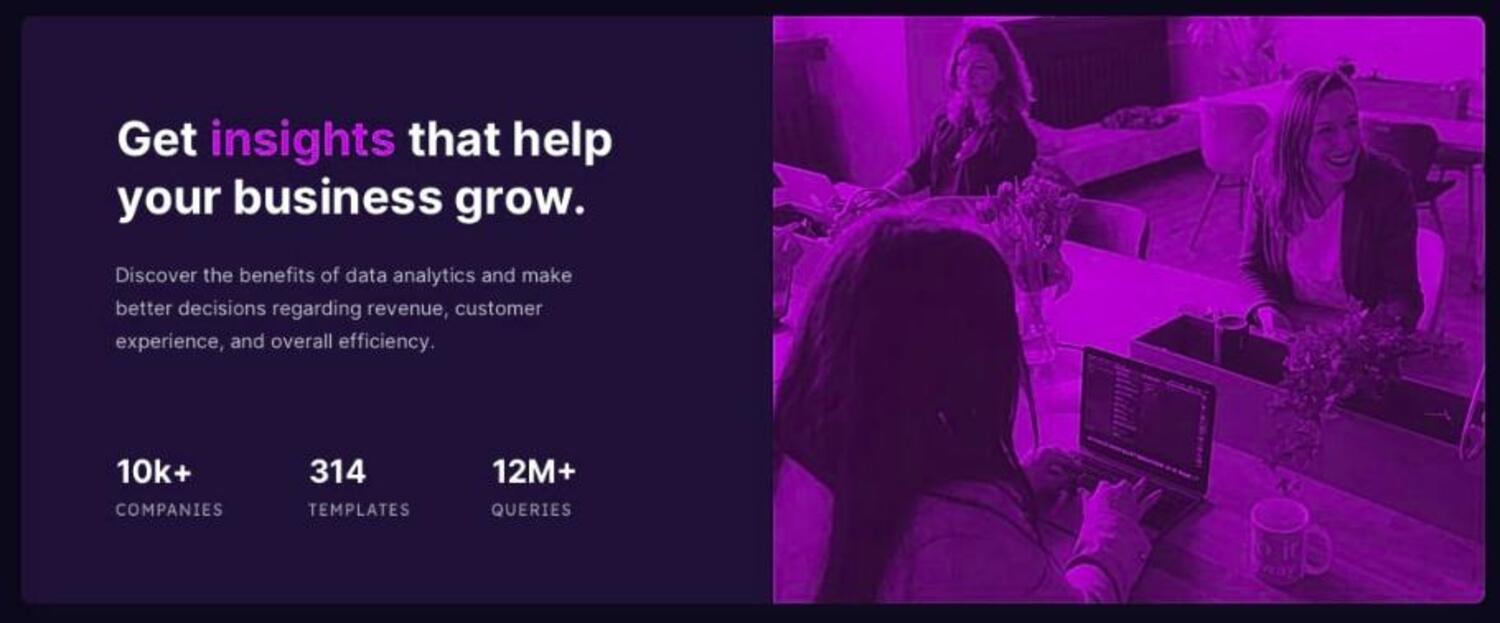 Get insights that help
your business grow.
Discover the benefits of data analytics and make
better decisions regarding revenue, customer
experience, and overall efficiency.
10k+ 314 12M+
COMPANIES TEMPLATES QUERIES